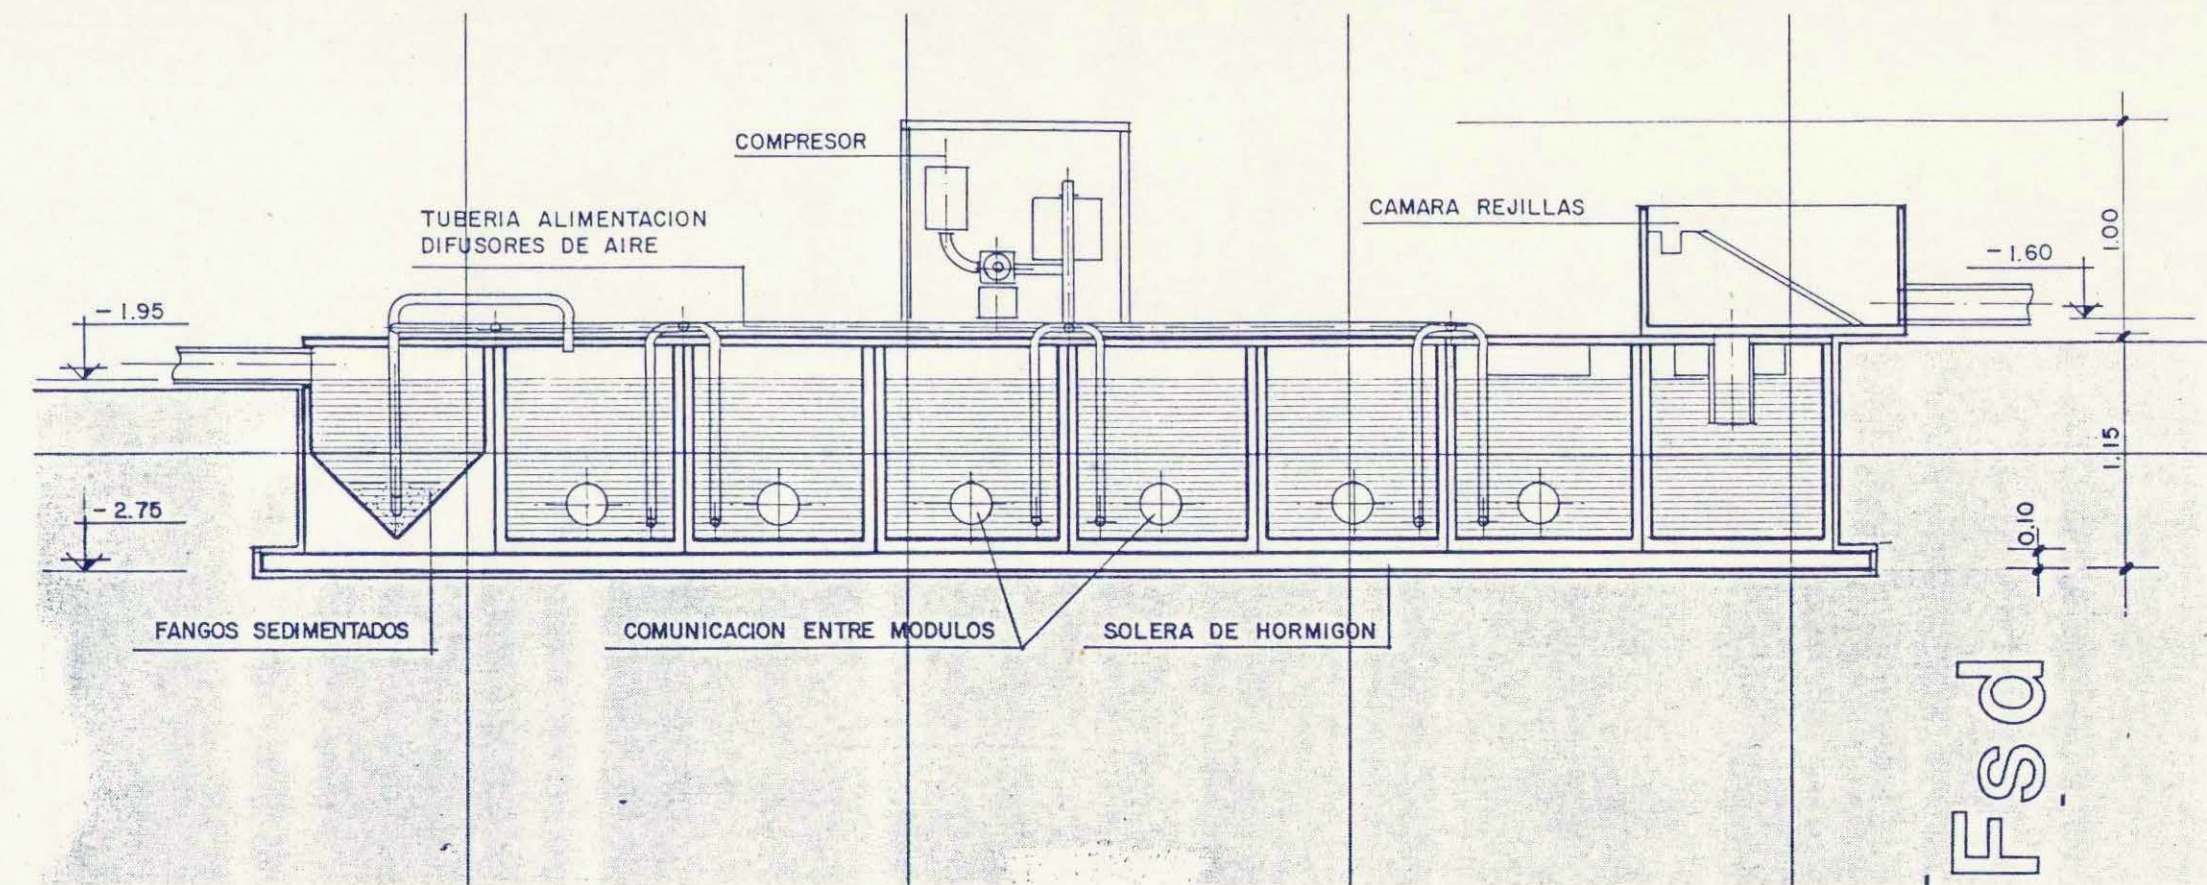 COMPRESOR
TUBERIA ALIMENTACION
DIFUSORES DE AIRE
CAMARA REJILLAS
-1.60
1.00
-1.95
1.15
-2.75
0.10
FANGOS SEDIMENTADOS
COMUNICACION ENTRE MODULOS
SOLERA DE HORMIGON
Fsd